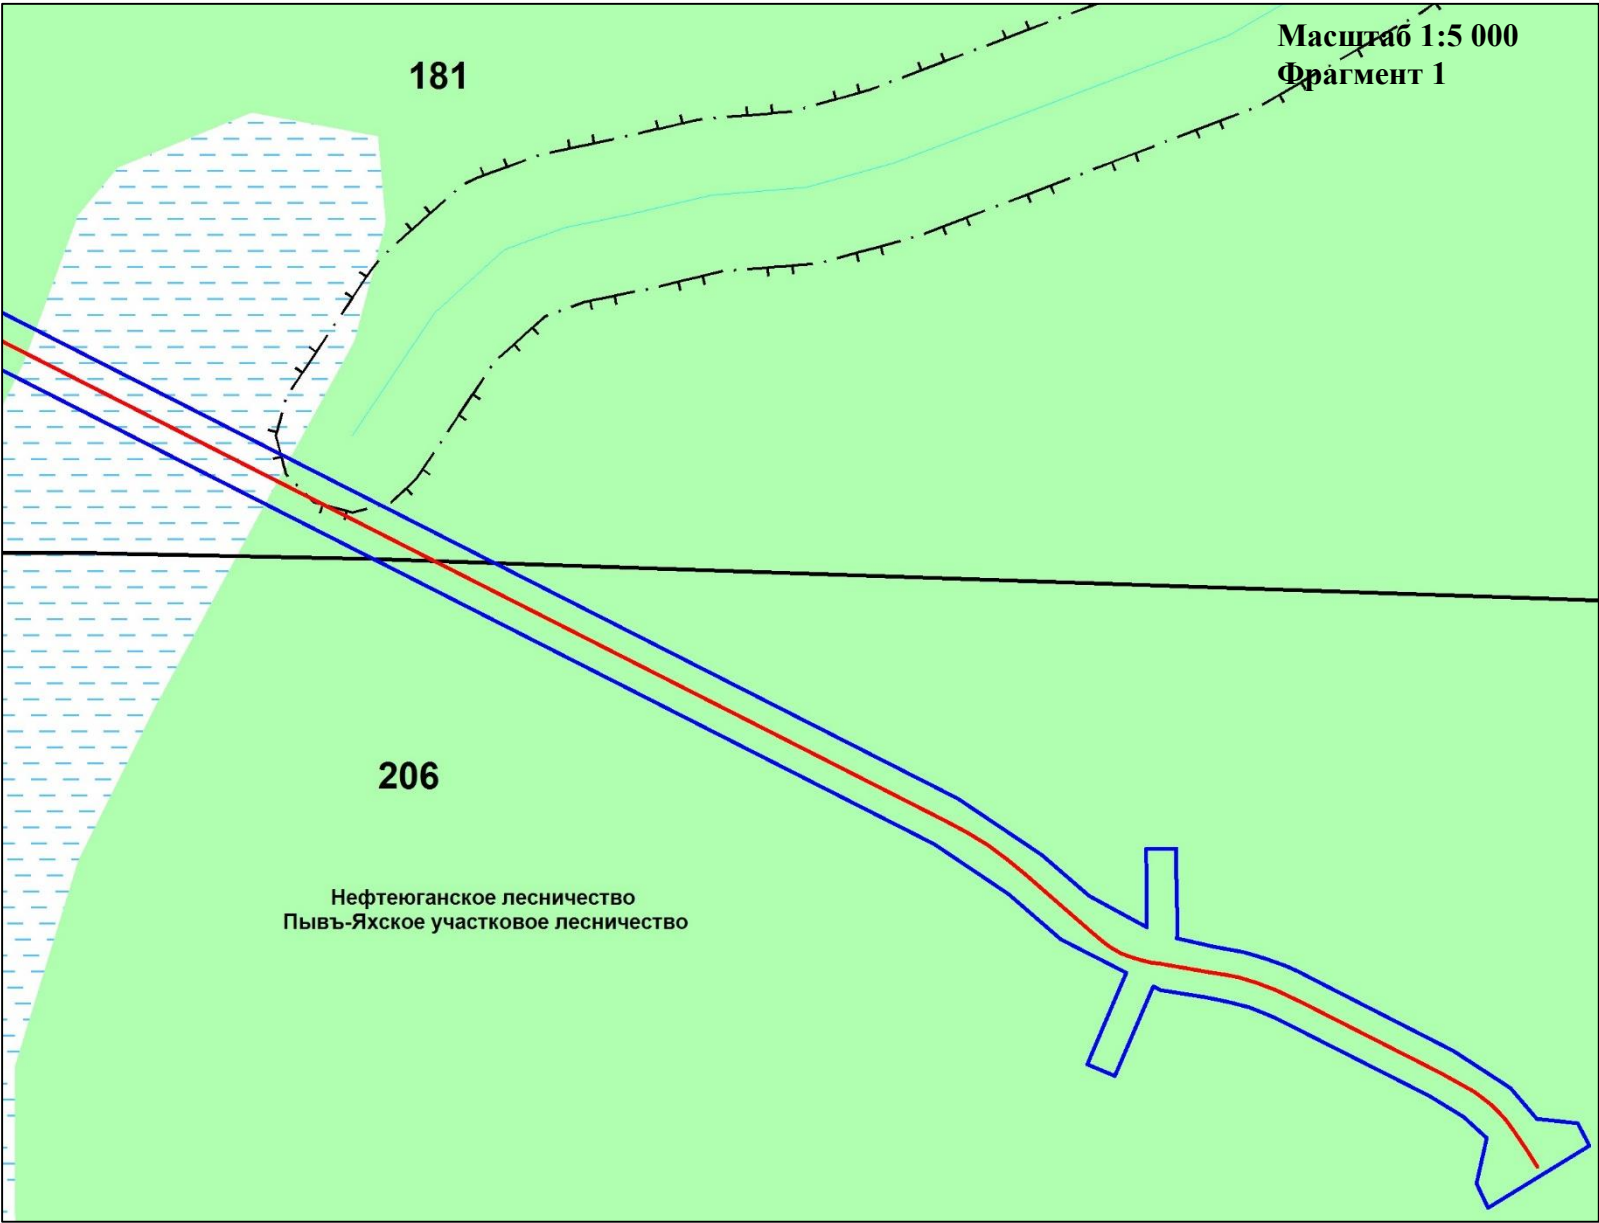 Масштаб 1:5 000
Фрагмент 1
181
206
Нефтеюганское лесничество
Пывъ-Яхское участковое лесничество